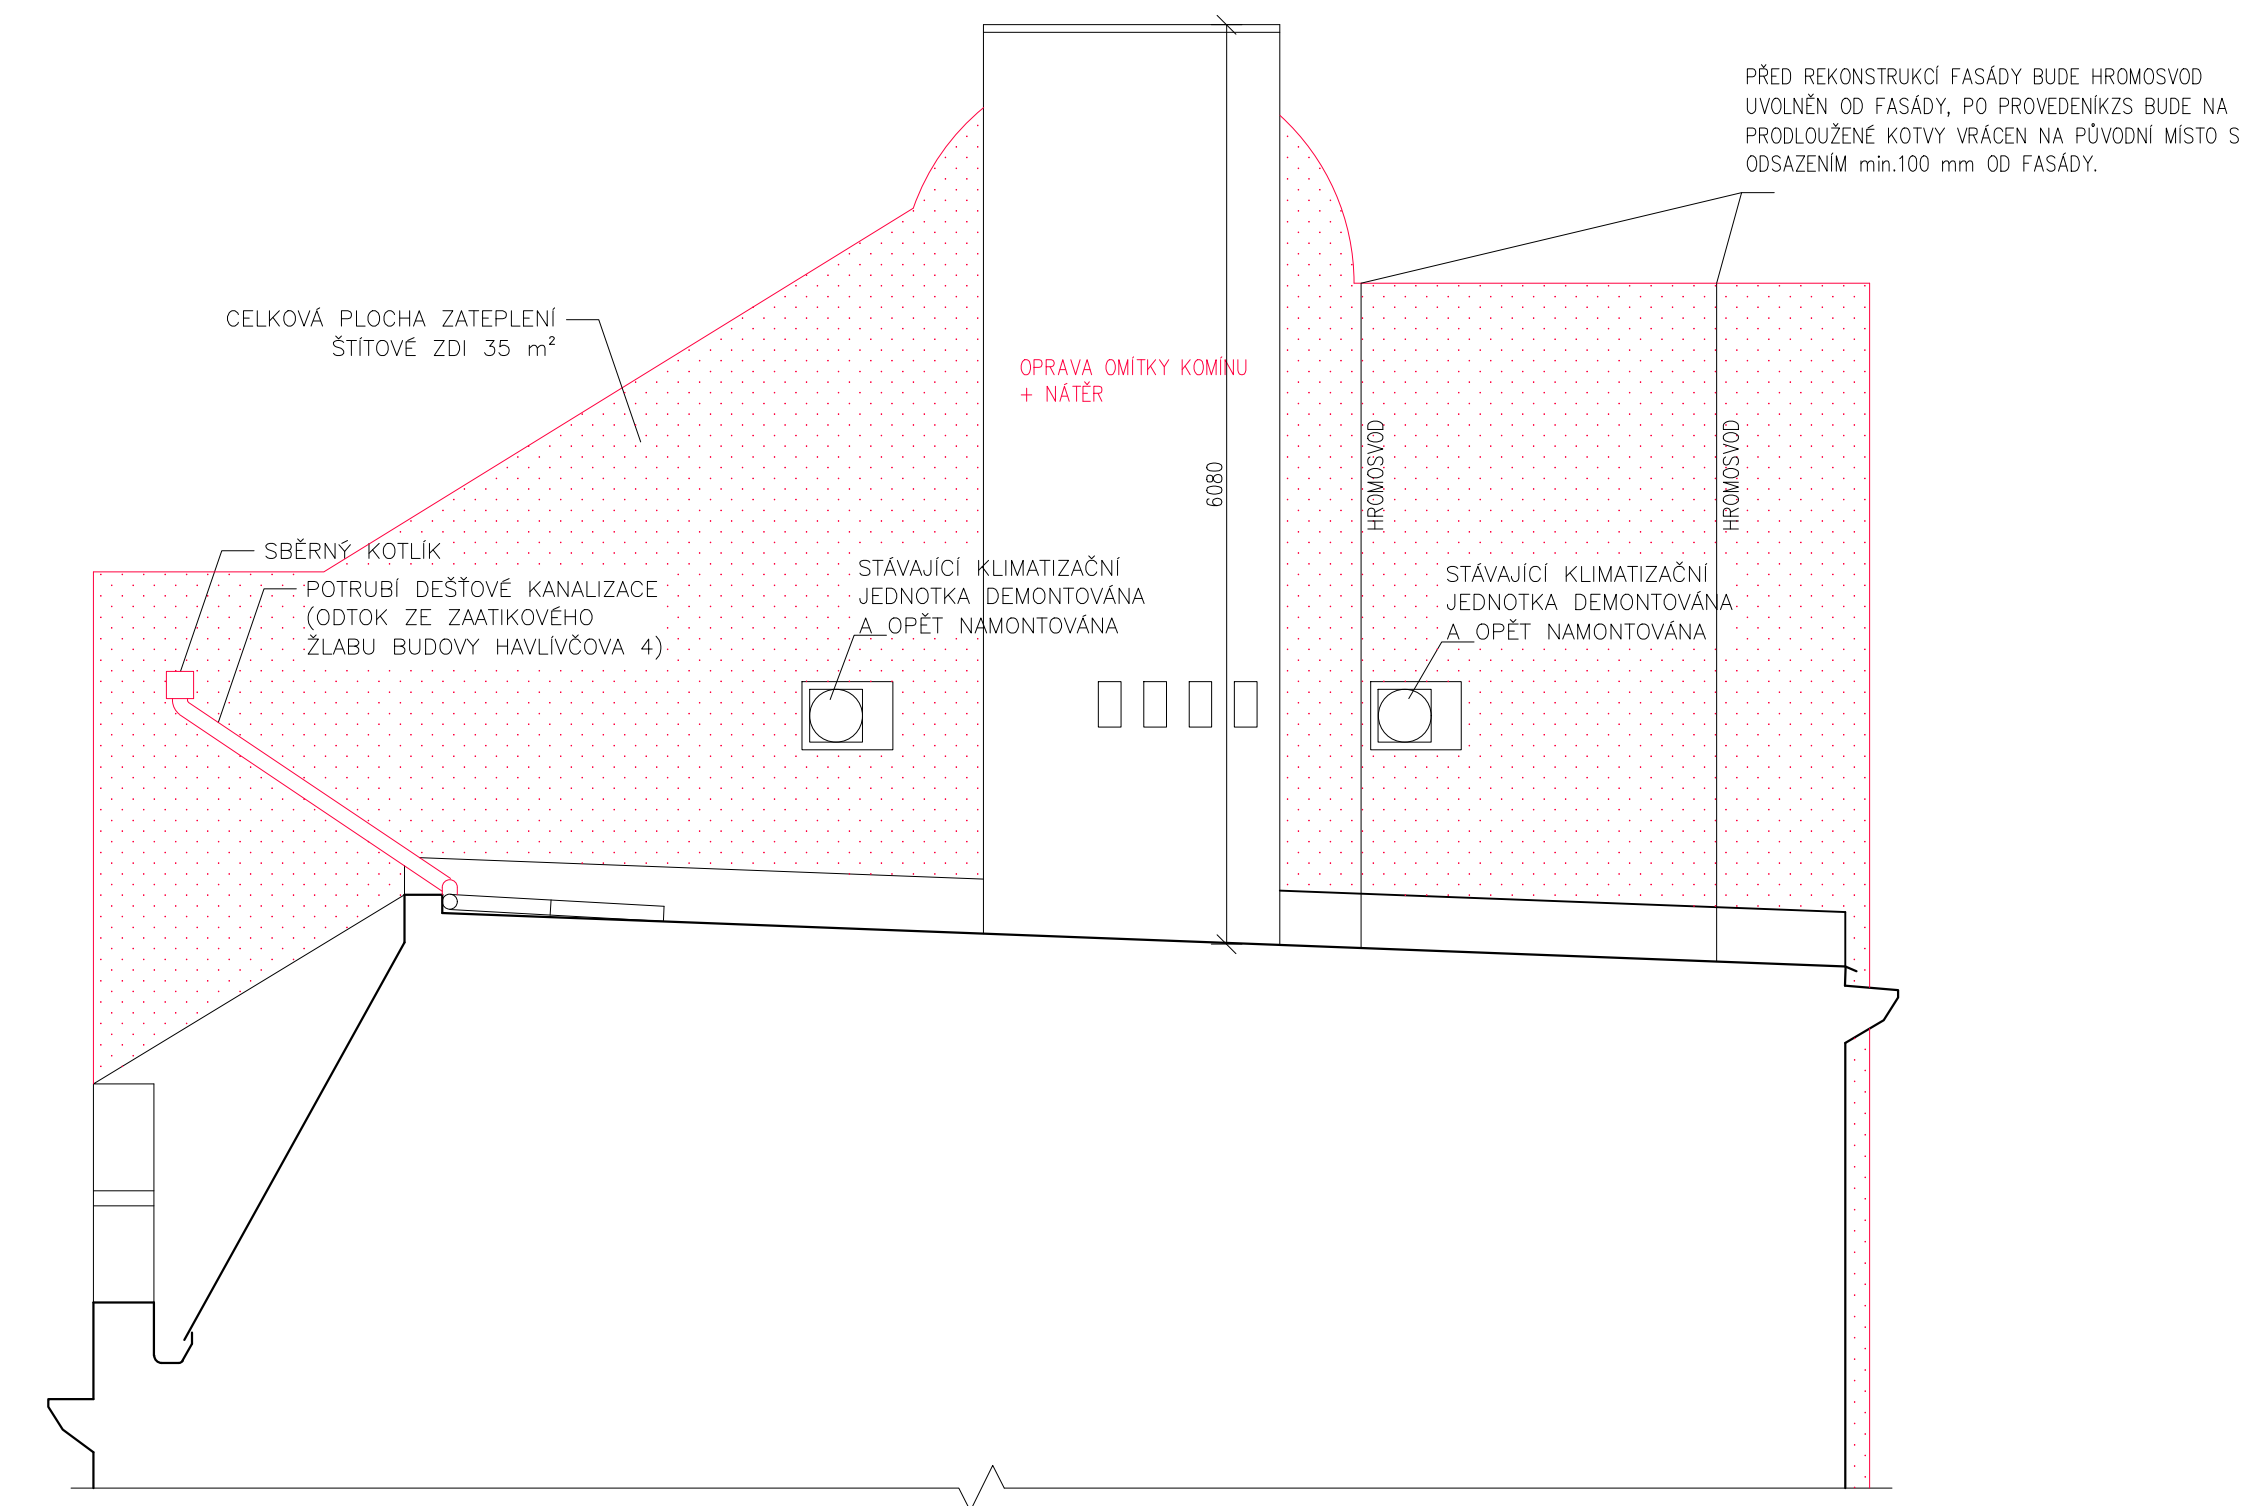 PŘED REKONSTRUKCÍ FASÁDY BUDE HROMOSVOD
UVOLNĚN OD FASÁDY, PO PROVEDENÍKZS BUDE NA
PRODLOUŽENÉ KOTVY VRÁCEN NA PŮVODNÍ MÍSTO S
ODSAZENÍM min.100 mm OD FASÁDY.
CELKOVÁ PLOCHA ZATEPLENÍ
ŠTÍTOVÉ ZDI 35 m²
OPRAVA OMÍTKY KOMÍNU
+ NÁTĚR
6080
HROMOSVOD
HROMOSVOD
SBĚRNÝ KOTLÍK
POTRUBÍ DEŠŤOVÉ KANALIZACE
(ODTOK ZE ZAATIKOVÉHO
ŽLABU BUDOVY HAVLÍVČOVA 4)
STÁVAJÍCÍ KLIMATIZAČNÍ
JEDNOTKA DEMONTOVÁNA
A OPĚT NAMONTOVÁNA
STÁVAJÍCÍ KLIMATIZAČNÍ
JEDNOTKA DEMONTOVÁNA
A OPĚT NAMONTOVÁNA